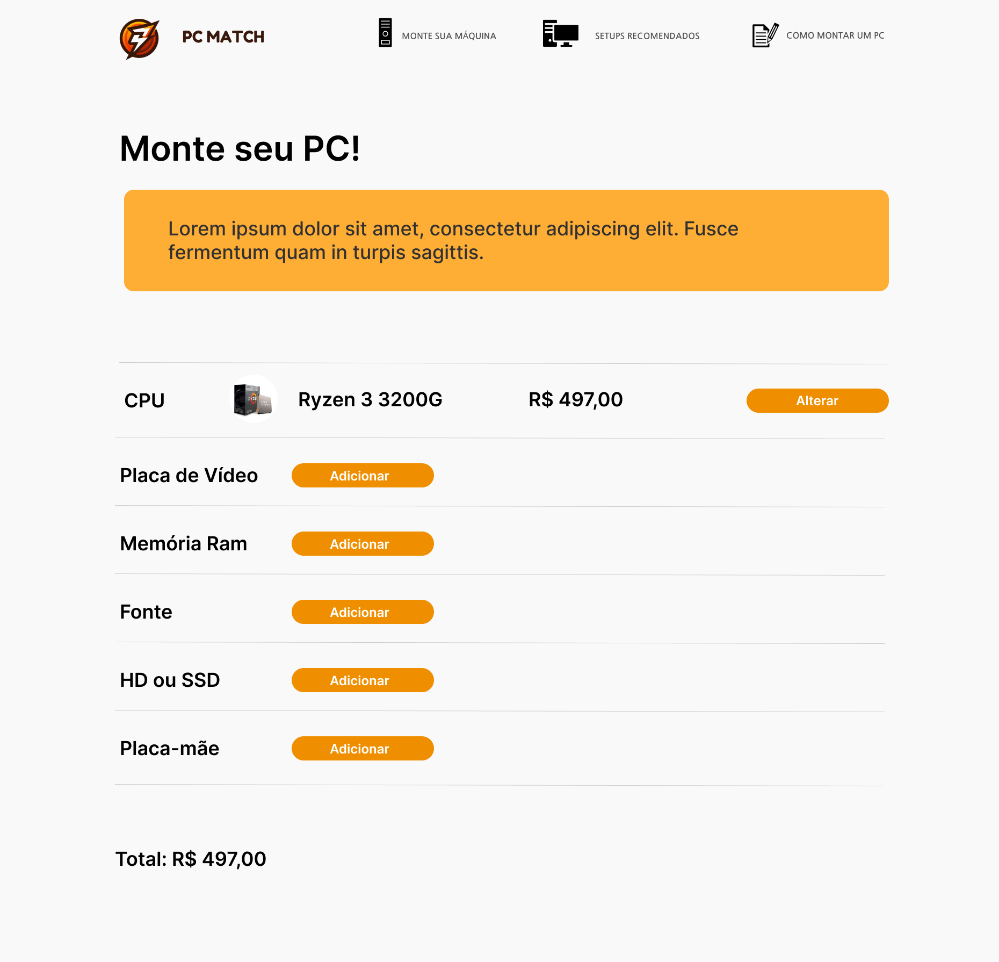 PC MATCH
MONTE SUA MÁQUINA
SETUPS RECOMENDADOS
COMO MONTAR UM PC
Monte seu PC!
Lorem ipsum dolor sit amet, consectetur adipiscing elit. Fusce
fermentum quam in turpis sagittis.
CPU
Ryzen 3 3200G
R$ 497,00
Alterar
Placa de Vídeo
Adicionar
Memória Ram
Adicionar
Fonte
Adicionar
HD ou SSD
Adicionar
Placa-mãe
Adicionar
Total: R$ 497,00